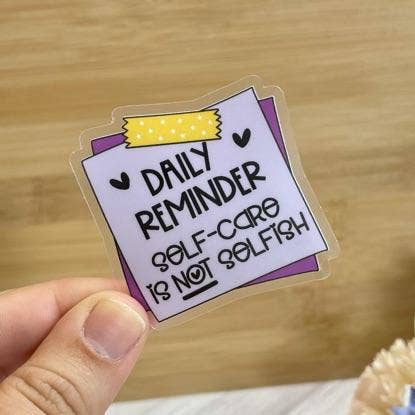 DAILY
REMINDER
SELF-CARE
IS NOT SELFISH